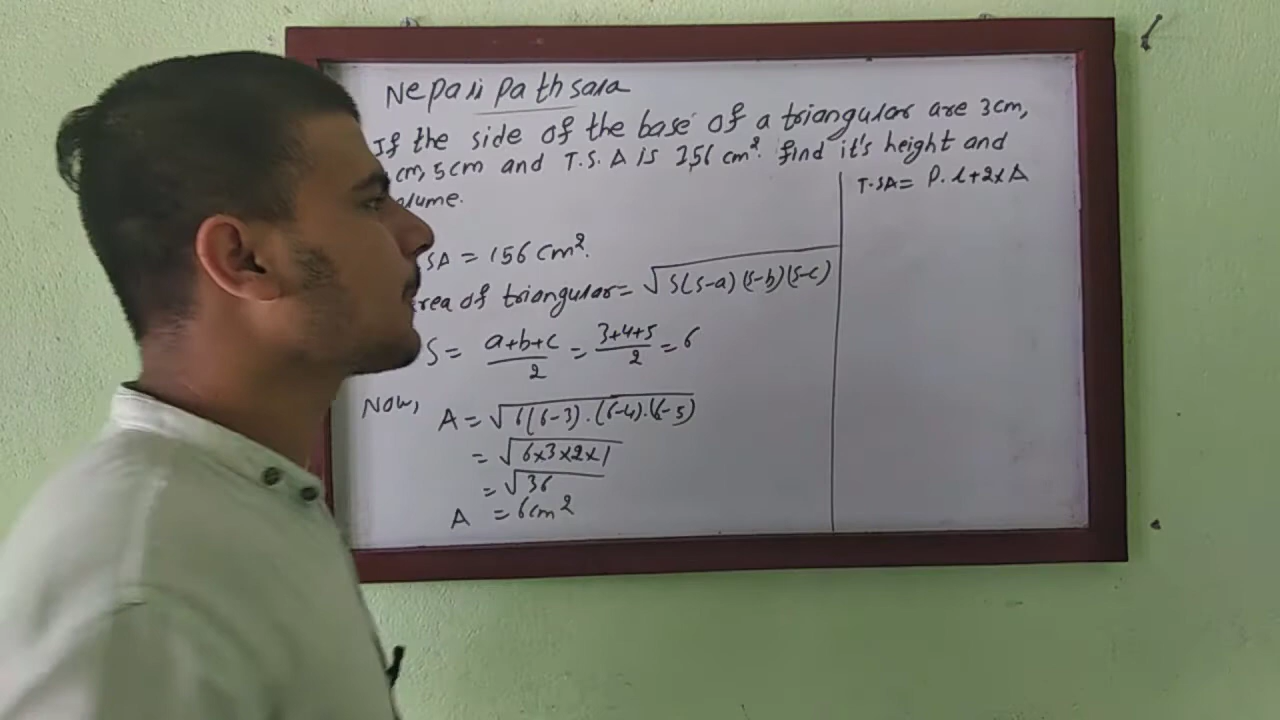 Nepali pathsala
If the side of the base of a triangular are 3cm,
cm, 5cm and T.S.A is 156 cm². find it's height and
lume.
SA = 156 cm².
rea of triangular = √S(S-a)(S-b)(S-c)
S = a+b+c/2 = 3+4+5/2 = 6
Now, A = √6(6-3).(6-4).(6-5)
= √6×3×2×1
= √36
A = 6cm²
T.SA = P.l+2×A